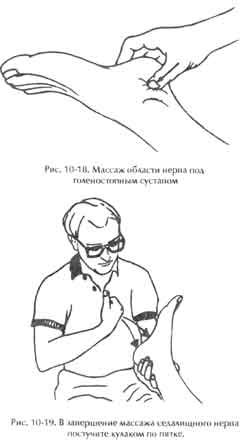 Рис. 10-18. Массаж области нерва под
голеностопным суставом
Рис. 10-19. В завершение массажа седалищного нерва
постучите кулаком по пятке.